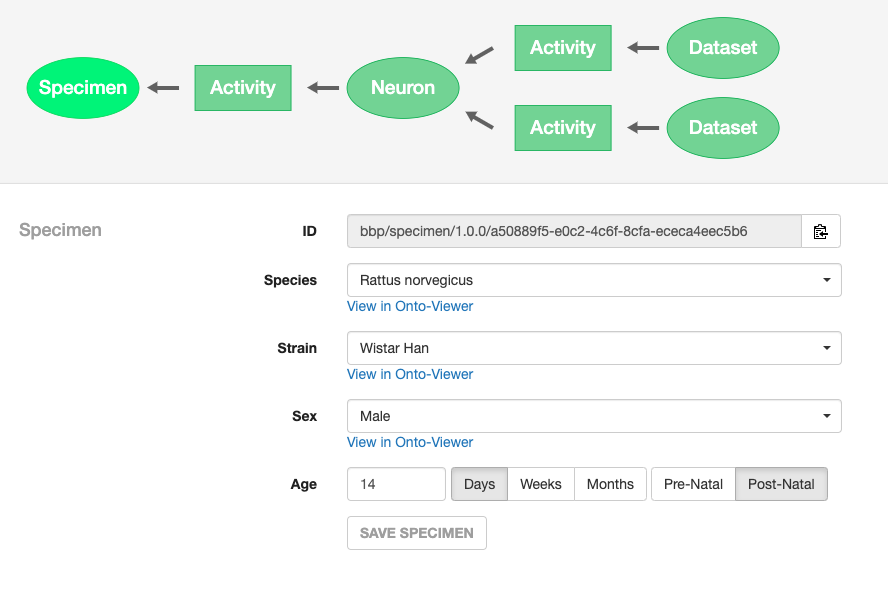 Activity Dataset
Specimen Activity Neuron
Activity Dataset
Specimen ID bbp/specimen/1.0.0/a50889f5-e0c2-4c6f-8cfa-ececa4eec5b6
Species Rattus norvegicus
View in Onto-Viewer
Strain Wistar Han
View in Onto-Viewer
Sex Male
View in Onto-Viewer
Age 14 Days Weeks Months Pre-Natal Post-Natal
SAVE SPECIMEN